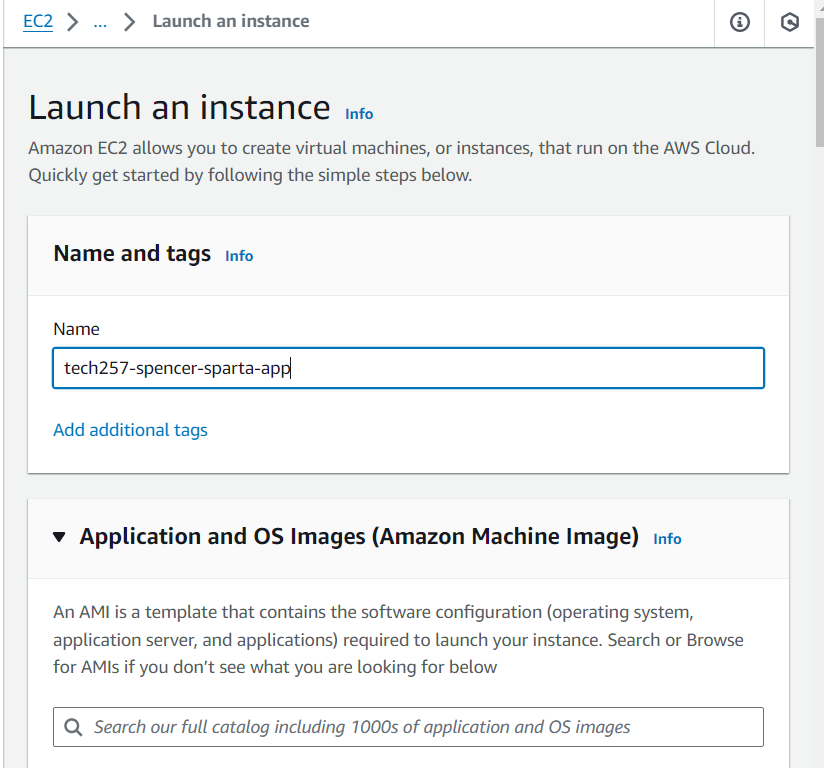 EC2 > ... > Launch an instance
Launch an instance Info
Amazon EC2 allows you to create virtual machines, or instances, that run on the AWS Cloud.
Quickly get started by following the simple steps below.
Name and tags Info
Name
tech257-spencer-sparta-app
Add additional tags
Application and OS Images (Amazon Machine Image) Info
An AMI is a template that contains the software configuration (operating system,
application server, and applications) required to launch your instance. Search or Browse
for AMIs if you don’t see what you are looking for below
Search our full catalog including 1000s of application and OS images